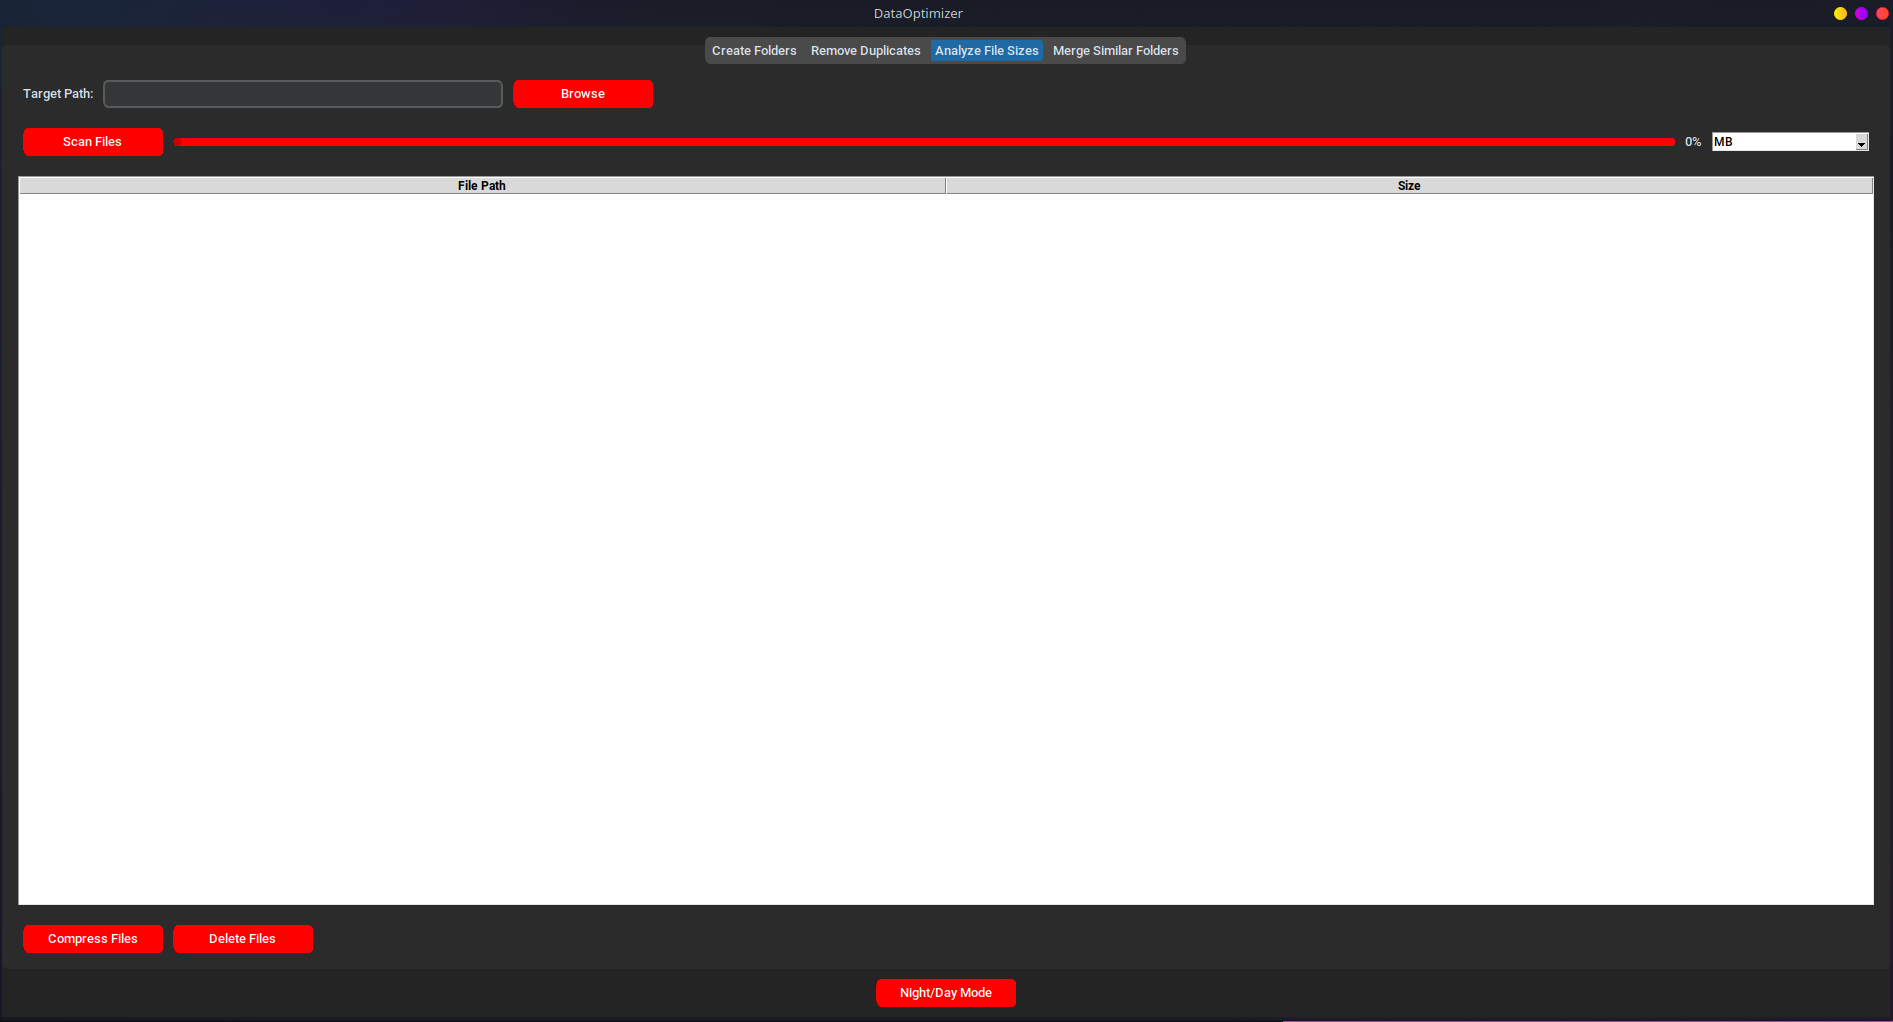 DataOptimizer
Create Folders Remove Duplicates Analyze File Sizes Merge Similar Folders
Target Path: Browse
Scan Files 0% MB
File Path Size
Compress Files Delete Files
Night/Day Mode